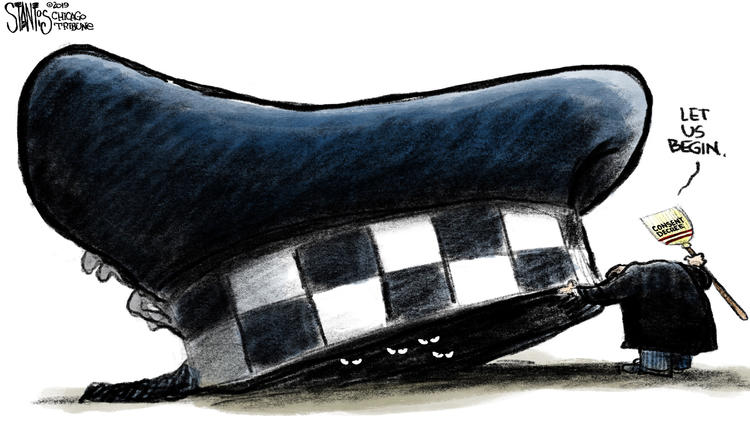 STANTIS
©2019
CHICAGO
TRIBUNE
LET
US
BEGIN.
CONSENT
DECREE